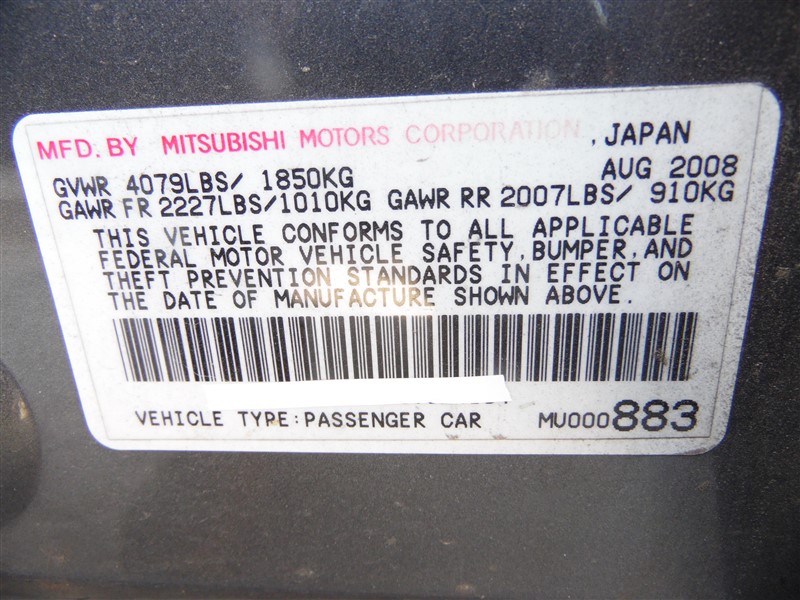 MFD. BY MITSUBISHI MOTORS CORPORATION, JAPAN
GVWR 4079LBS/ 1850KG AUG 2008
GAWR FR 2227LBS/1010KG GAWR RR 2007LBS/ 910KG
THIS VEHICLE CONFORMS TO ALL APPLICABLE
FEDERAL MOTOR VEHICLE SAFETY, BUMPER, AND
THEFT PREVENTION STANDARDS IN EFFECT ON
THE DATE OF MANUFACTURE SHOWN ABOVE.
VEHICLE TYPE: PASSENGER CAR MU000883